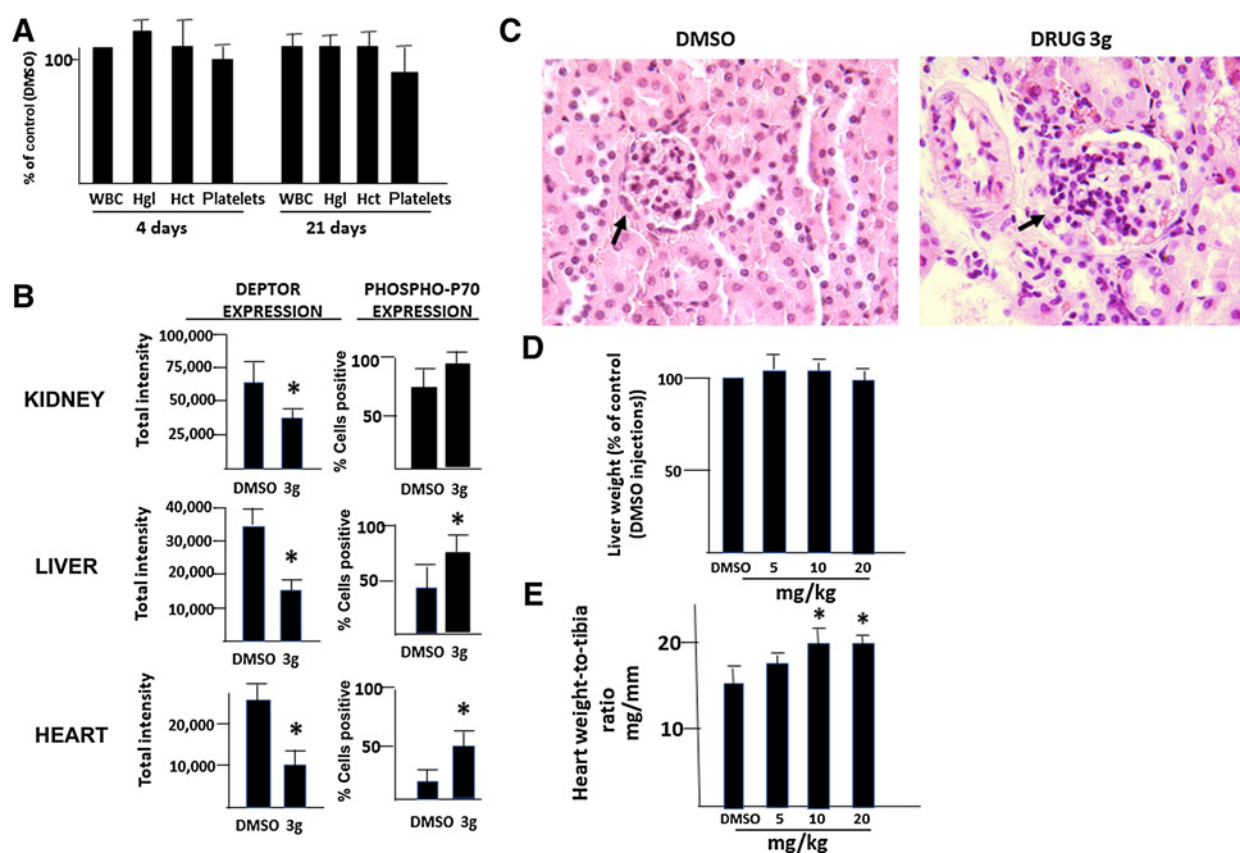 A
% of control (DMSO)
100
WBC Hgl Hct Platelets WBC Hgl Hct Platelets
4 days 21 days
B
DEPTOR EXPRESSION
PHOSPHO-P70 EXPRESSION
KIDNEY
Total intensity
100,000
75,000
50,000
25,000
*
DMSO 3g
% Cells positive
100
50
DMSO 3g
LIVER
Total intensity
40,000
30,000
20,000
10,000
*
DMSO 3g
% Cells positive
100
50
*
DMSO 3g
HEART
Total intensity
20,000
10,000
*
DMSO 3g
% Cells positive
100
50
*
DMSO 3g
C
DMSO
DRUG 3g
D
Liver weight (% of control
(DMSO injections))
100
50
DMSO 5 10 20
mg/kg
E
Heart weight-to-tibia
ratio
mg/mm
20
10
* *
DMSO 5 10 20
mg/kg